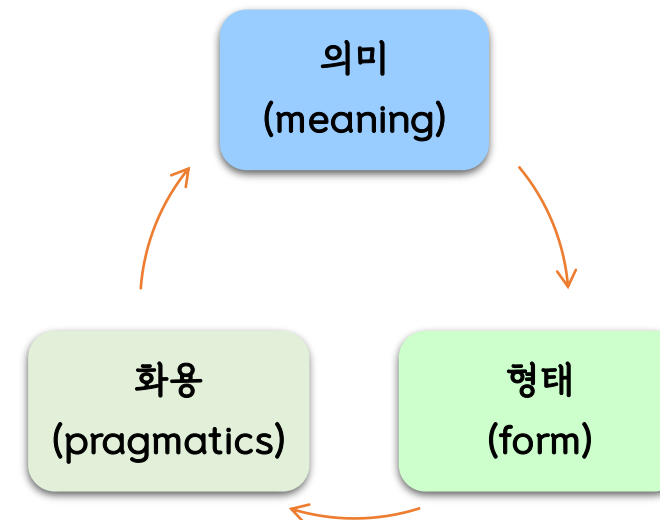 의미
(meaning)
화용
(pragmatics)
형태
(form)